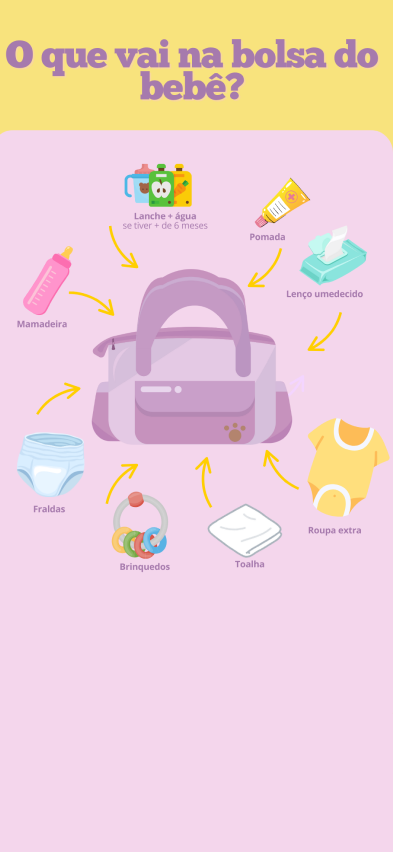 O que vai na bolsa do
bebê?
Lanche + água
se tiver + de 6 meses
Pomada
Lenço umedecido
Mamadeira
Fraldas
Roupa extra
Toalha
Brinquedos